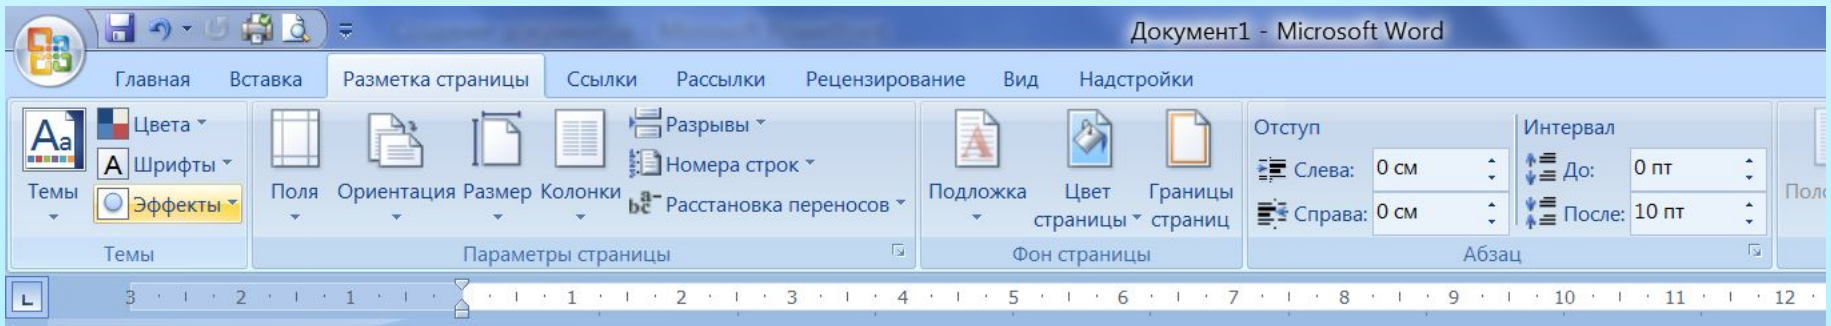 Документ1 - Microsoft Word
Главная Вставка Разметка страницы Ссылки Рассылки Рецензирование Вид Надстройки
Aa
Темы
Цвета
A Шрифты
Эффекты
Темы
Поля
Ориентация
Размер
Колонки
Разрывы
Номера строк
Расстановка переносов
Параметры страницы
A
Подложка
Цвет страницы
Границы страниц
Фон страницы
Отступ
Слева: 0 см
Справа: 0 см
Интервал
До: 0 пт
После: 10 пт
Абзац
3 2 1 1 2 3 4 5 6 7 8 9 10 11 12